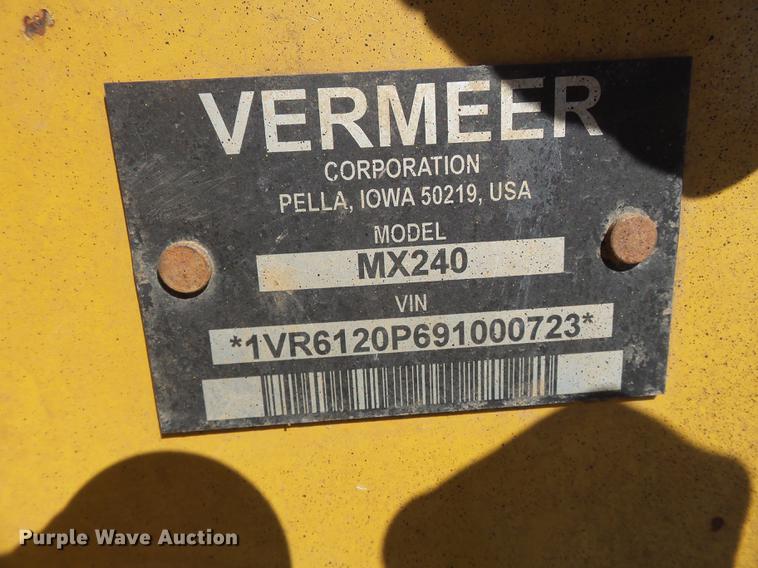 VERMEER
CORPORATION
PELLA, IOWA 50219, USA
MODEL
MX240
VIN
*1VR6120P691000723*
Purple Wave Auction